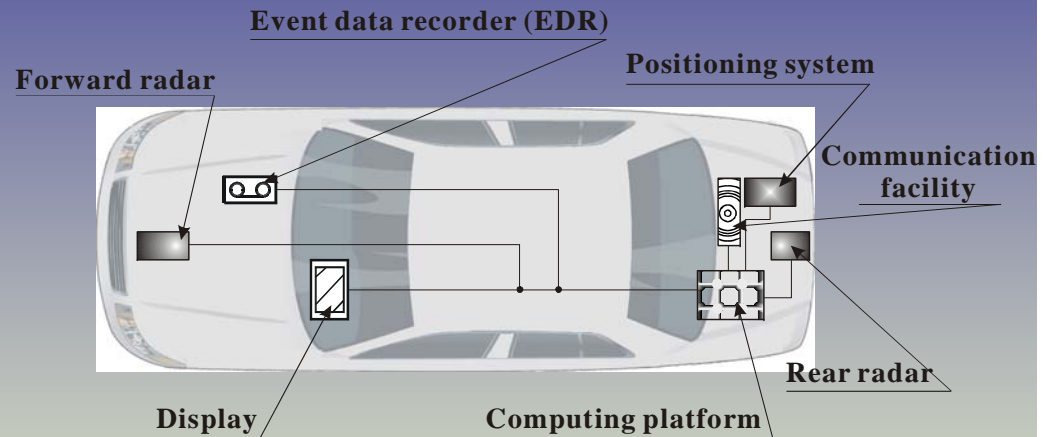 Event data recorder (EDR)
Forward radar
Positioning system
Communication
facility
Rear radar
Display
Computing platform